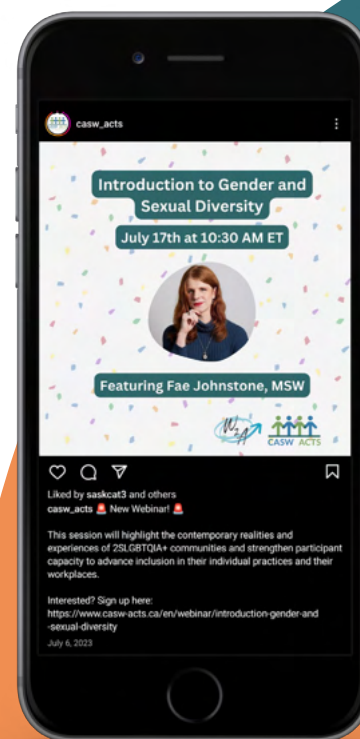 casw_acts
Introduction to Gender and
Sexual Diversity
July 17th at 10:30 AM ET
Featuring Fae Johnstone, MSW
W2A
CASW ACTS
Liked by saskcat3 and others
casw_acts 🚨 New Webinar! 🚨
This session will highlight the contemporary realities and
experiences of 2SLGBTQIA+ communities and strengthen participant
capacity to advance inclusion in their individual practices and their
workplaces.
Interested? Sign up here:
https://www.casw-acts.ca/en/webinar/introduction-gender-and
-sexual-diversity
July 6, 2023